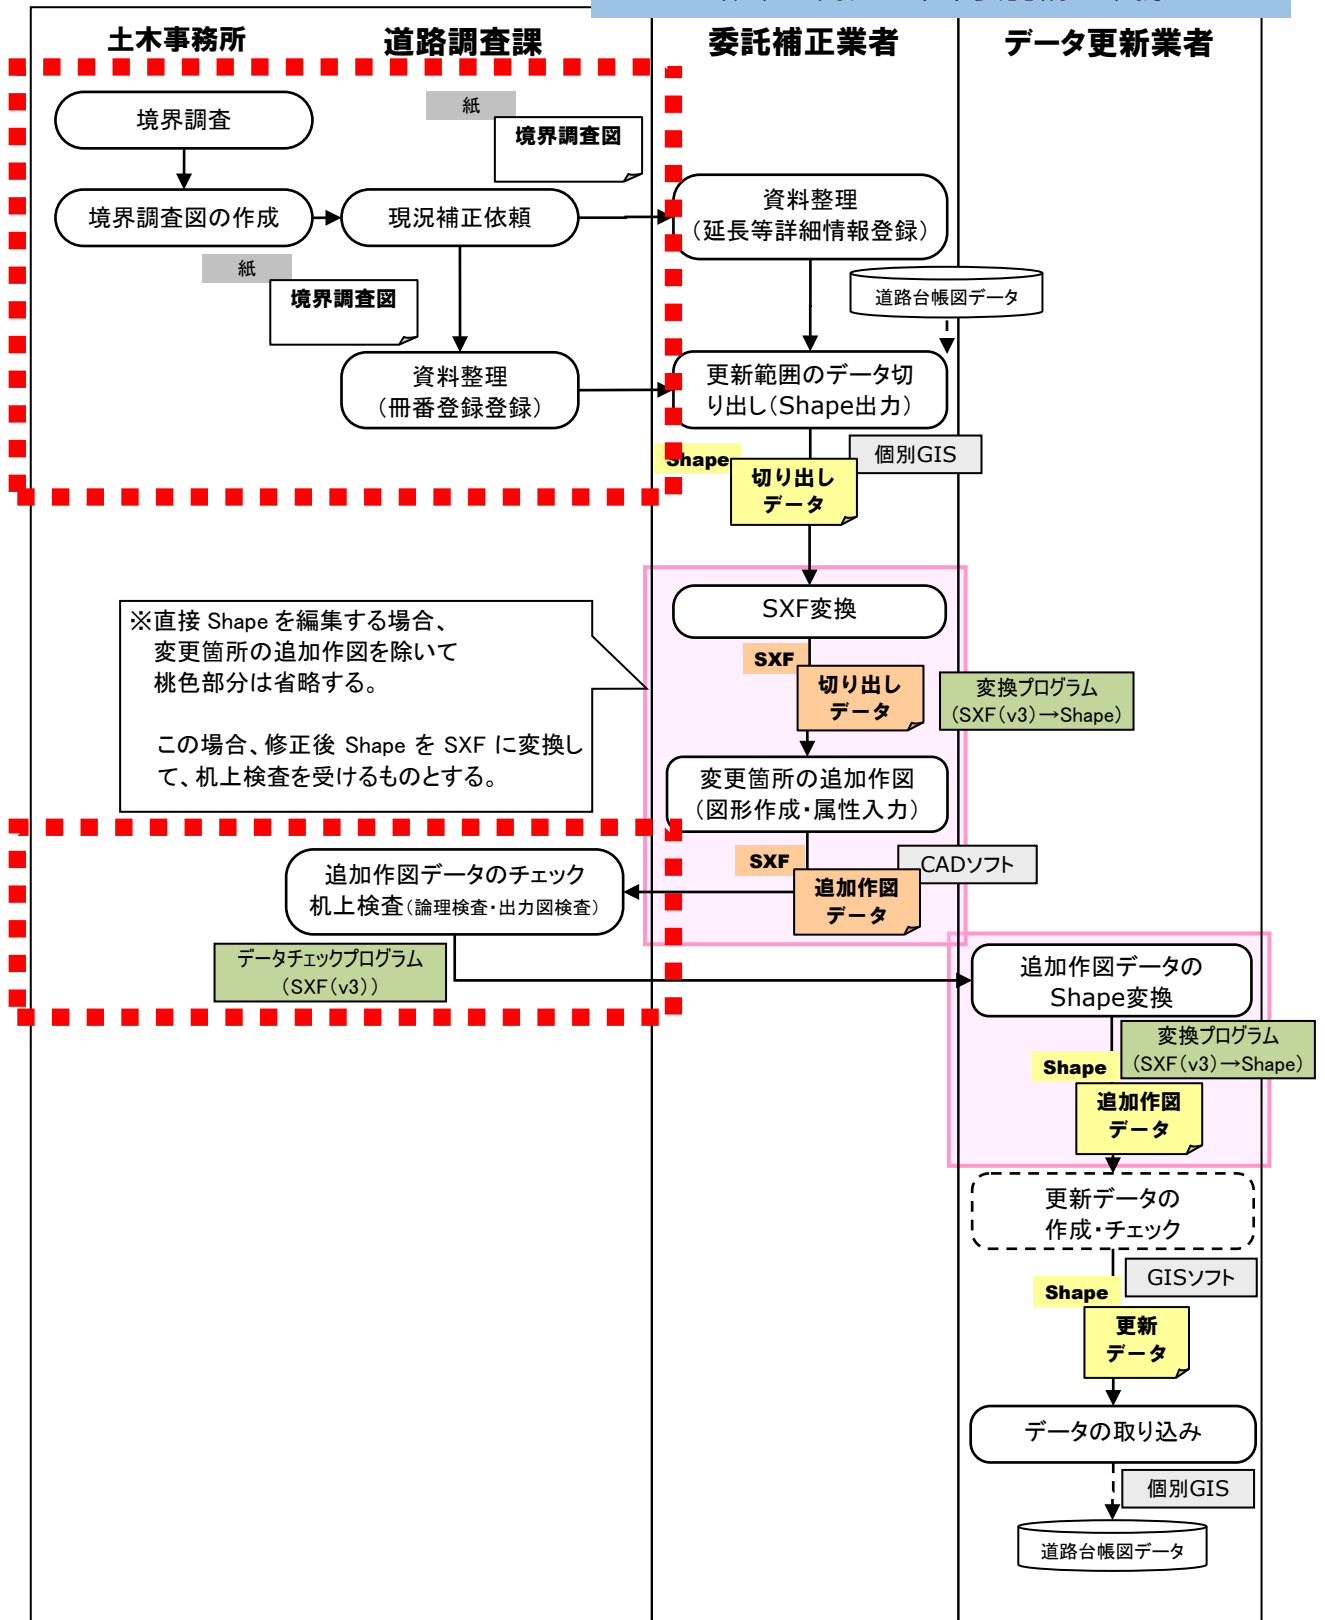 土木事務所
道路調査課
委託補正業者
データ更新業者
境界調査
紙
境界調査図
境界調査図の作成
現況補正依頼
資料整理
（延長等詳細情報登録）
紙
境界調査図
道路台帳図データ
資料整理
（冊番登録登録）
更新範囲のデータ切
り出し（Shape出力）
Shape
個別GIS
切り出し
データ
SXF変換
※直接 Shape を編集する場合、
変更箇所の追加作図を除いて
桃色部分は省略する。
この場合、修正後 Shape を SXF に変換し
て、机上検査を受けるものとする。
SXF
切り出し
データ
変換プログラム
（SXF（v3）→Shape）
変更箇所の追加作図
（図形作成・属性入力）
SXF
CADソフト
追加作図
データ
追加作図データのチェック
机上検査（論理検査・出力図検査）
データチェックプログラム
（SXF（v3））
追加作図データの
Shape変換
変換プログラム
（SXF（v3）→Shape）
Shape
追加作図
データ
更新データの
作成・チェック
GISソフト
Shape
更新
データ
データの取り込み
個別GIS
道路台帳図データ